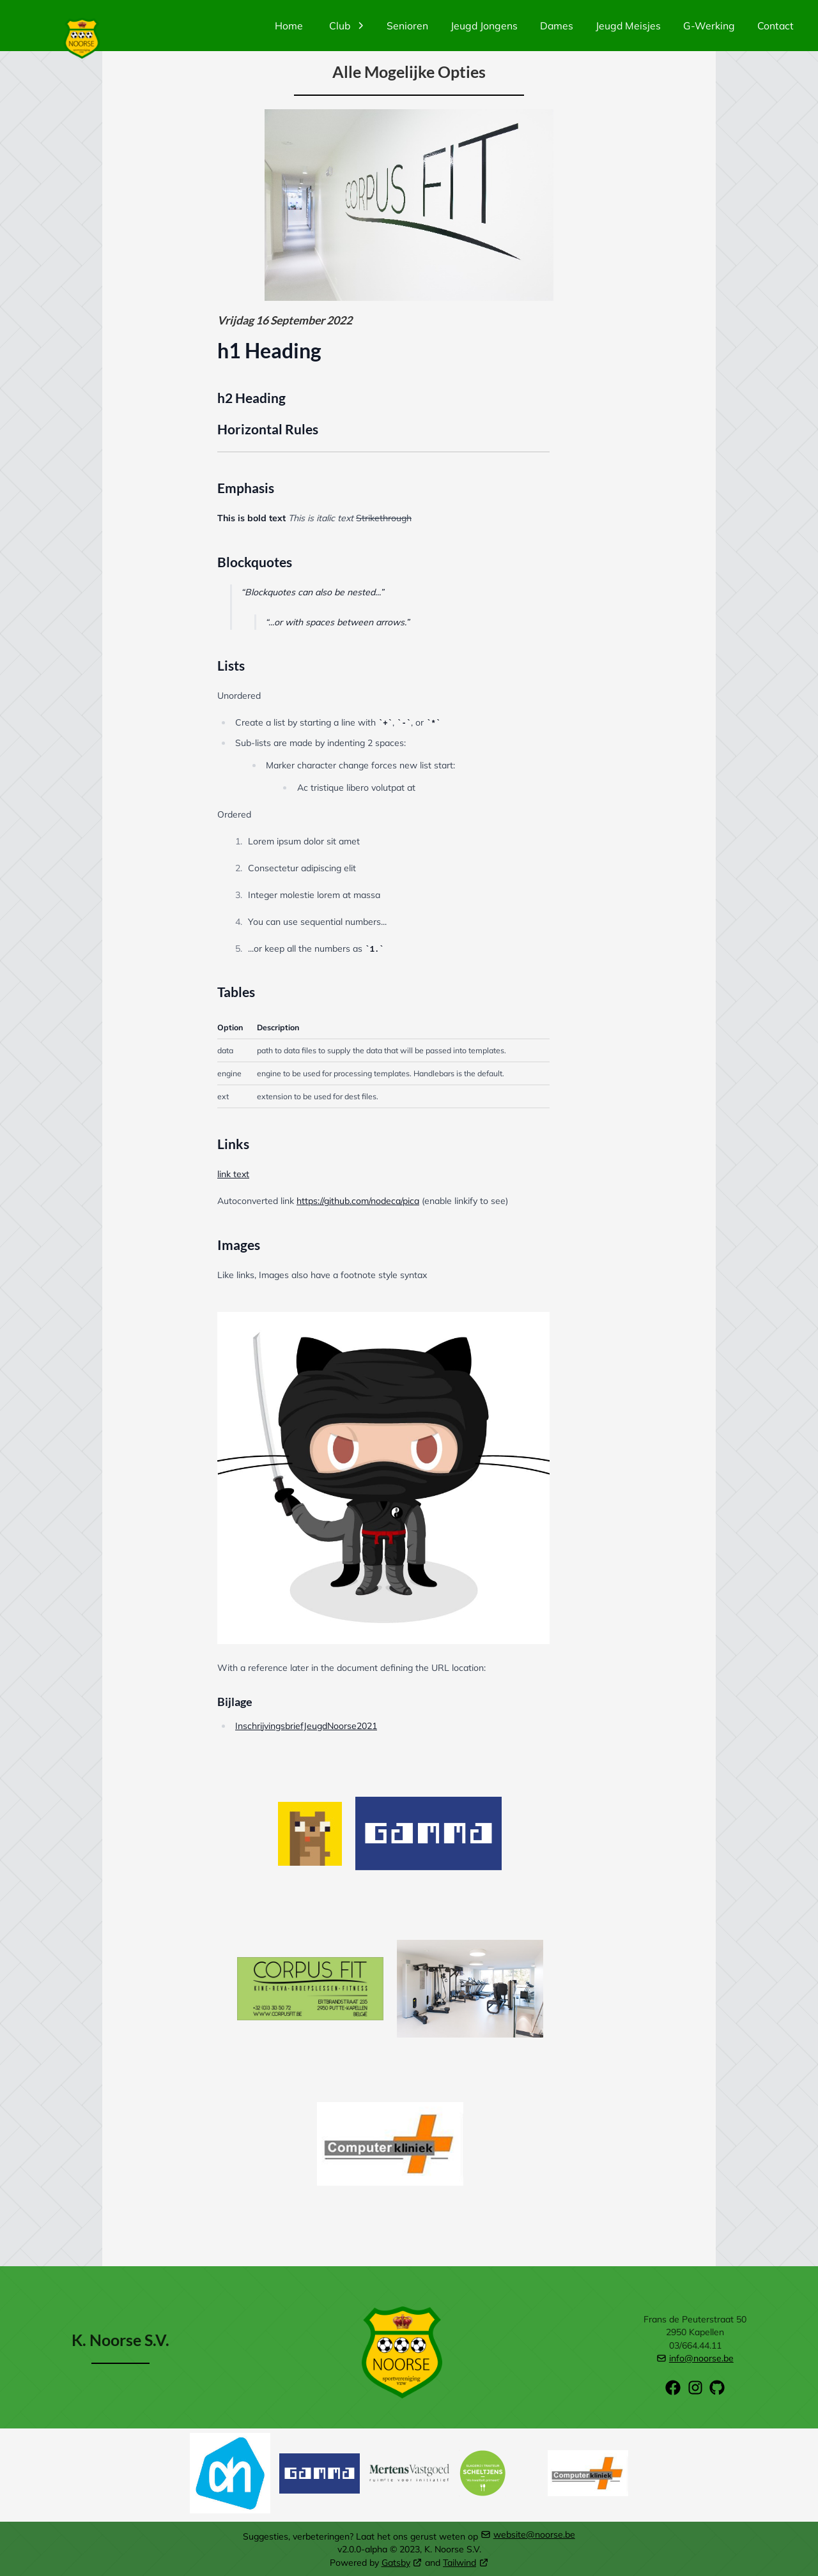 NOORSE
Home
Club
Senioren
Jeugd Jongens
Dames
Jeugd Meisjes
G-Werking
Contact
Alle Mogelijke Opties
CORPUS FIT
Vrijdag 16 September 2022
h1 Heading
h2 Heading
Horizontal Rules
Emphasis
This is bold text This is italic text Strikethrough
Blockquotes
“Blockquotes can also be nested…”
“…or with spaces between arrows.”
Lists
Unordered
Create a list by starting a line with `+`, `-`, or `*`
Sub-lists are made by indenting 2 spaces:
Marker character change forces new list start:
Ac tristique libero volutpat at
Ordered
1. Lorem ipsum dolor sit amet
2. Consectetur adipiscing elit
3. Integer molestie lorem at massa
4. You can use sequential numbers…
5. …or keep all the numbers as `1.`
Tables
Option Description
data path to data files to supply the data that will be passed into templates.
engine engine to be used for processing templates. Handlebars is the default.
ext extension to be used for dest files.
Links
link text
Autoconverted link https://github.com/nodeca/pica (enable linkify to see)
Images
Like links, Images also have a footnote style syntax
With a reference later in the document defining the URL location:
Bijlage
InschrijvingsbriefJeugdNoorse2021
GAMMA
CORPUS FIT
KINE-REVA-GROEPSLESSEN-FITNESS
ERTBRANDSTRAAT 235
2950 PUTTE-KAPELLEN
WWW.CORPUSFIT.BE
BELGIË
Computerkliniek
K. Noorse S.V.
NOORSE
sportvereniging
VZW
Frans de Peuterstraat 50
2950 Kapellen
03/664.44.11
info@noorse.be
ah
GAMMA
MertensVastgoed
ruimte voor initiatief
SCHELTJENS
Computerkliniek
Suggesties, verbeteringen? Laat het ons gerust weten op website@noorse.be
v2.0.0-alpha © 2023, K. Noorse S.V.
Powered by Gatsby and Tailwind